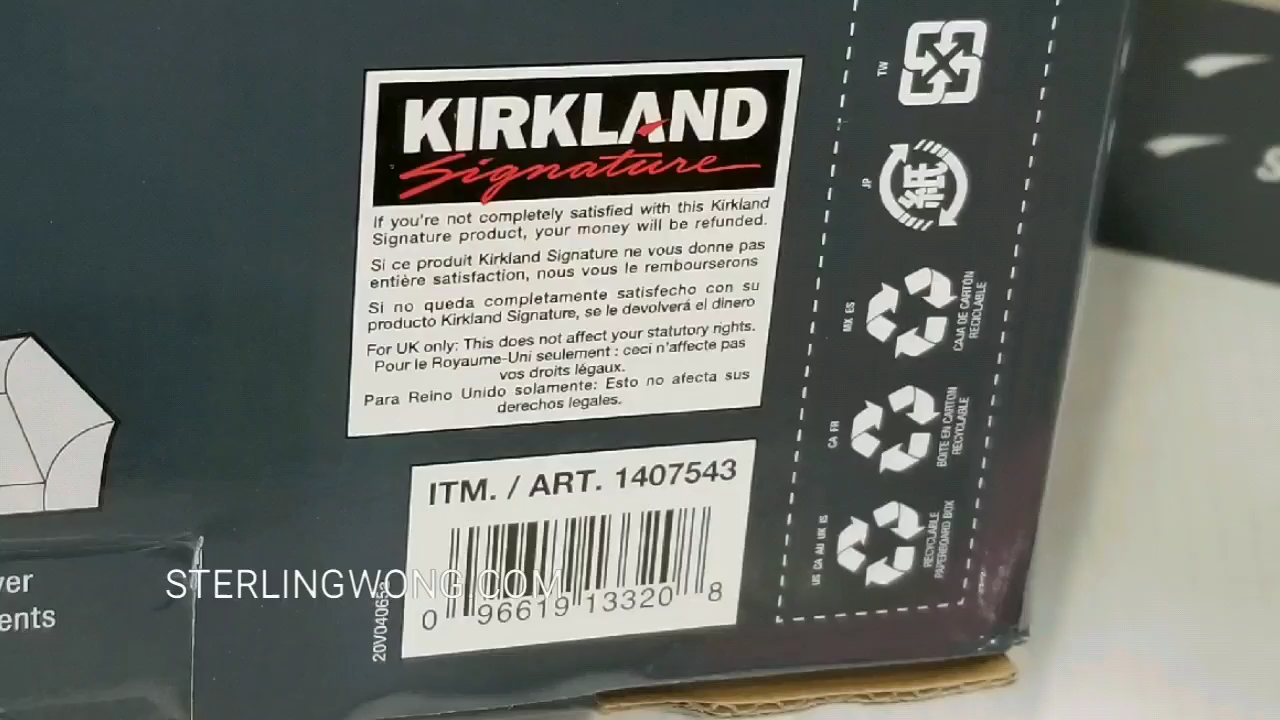 KIRKLAND
Signature
If you're not completely satisfied with this Kirkland
Signature product, your money will be refunded.
Si ce produit Kirkland Signature ne vous donne pas
entière satisfaction, nous vous le rembourserons
Si no queda completamente satisfecho con su
producto Kirkland Signature, se le devolverá el dinero
For UK only: This does not affect your statutory rights.
Pour le Royaume-Uni seulement : ceci n'affecte pas
vos droits légaux.
Para Reino Unido solamente: Esto no afecta sus
derechos legales.
ITM. / ART. 1407543
0 96619 13320 8
STERLINGWONG.COM
TW
JP
紙
MX ES
CAJA DE CARTÓN
RECICLABLE
CA FR
BOITE EN CARTON
RECYCLABLE
US CA AU UK IS
RECYCLABLE
PAPERBOARD BOX